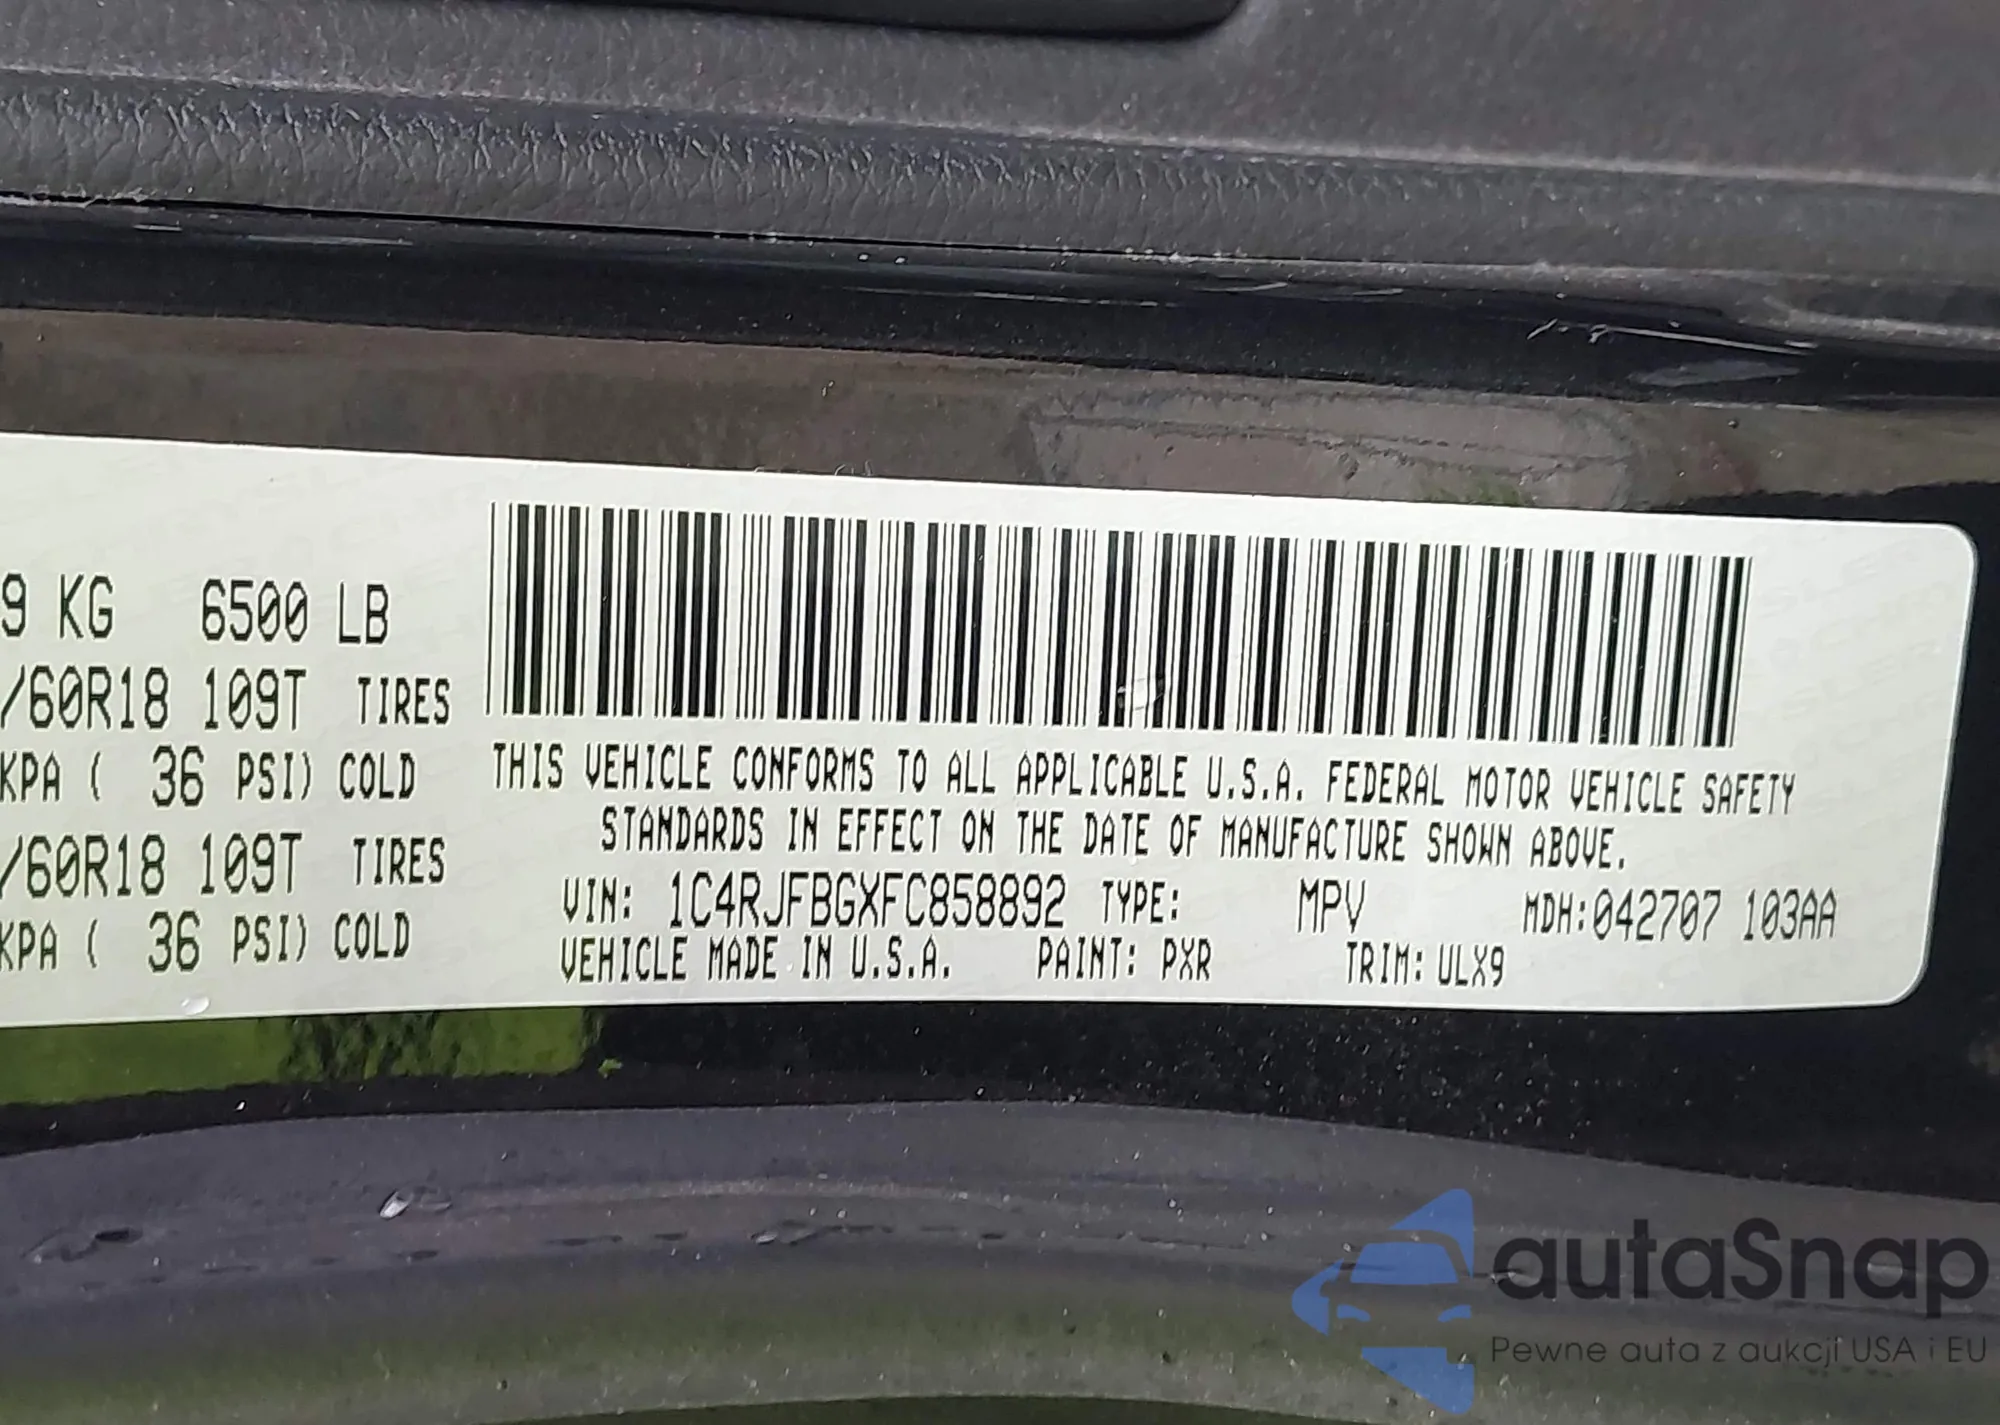 9 KG 6500 LB
/60R18 109T TIRES
KPA ( 36 PSI) COLD
/60R18 109T TIRES
KPA ( 36 PSI) COLD
THIS VEHICLE CONFORMS TO ALL APPLICABLE U.S.A. FEDERAL MOTOR VEHICLE SAFETY
STANDARDS IN EFFECT ON THE DATE OF MANUFACTURE SHOWN ABOVE.
VIN: 1C4RJFBGXFC858892 TYPE: MPV MDH:042707 103AA
VEHICLE MADE IN U.S.A. PAINT: PXR TRIM: ULX9
autaSnap
Pewne auta z aukcji USA i EU